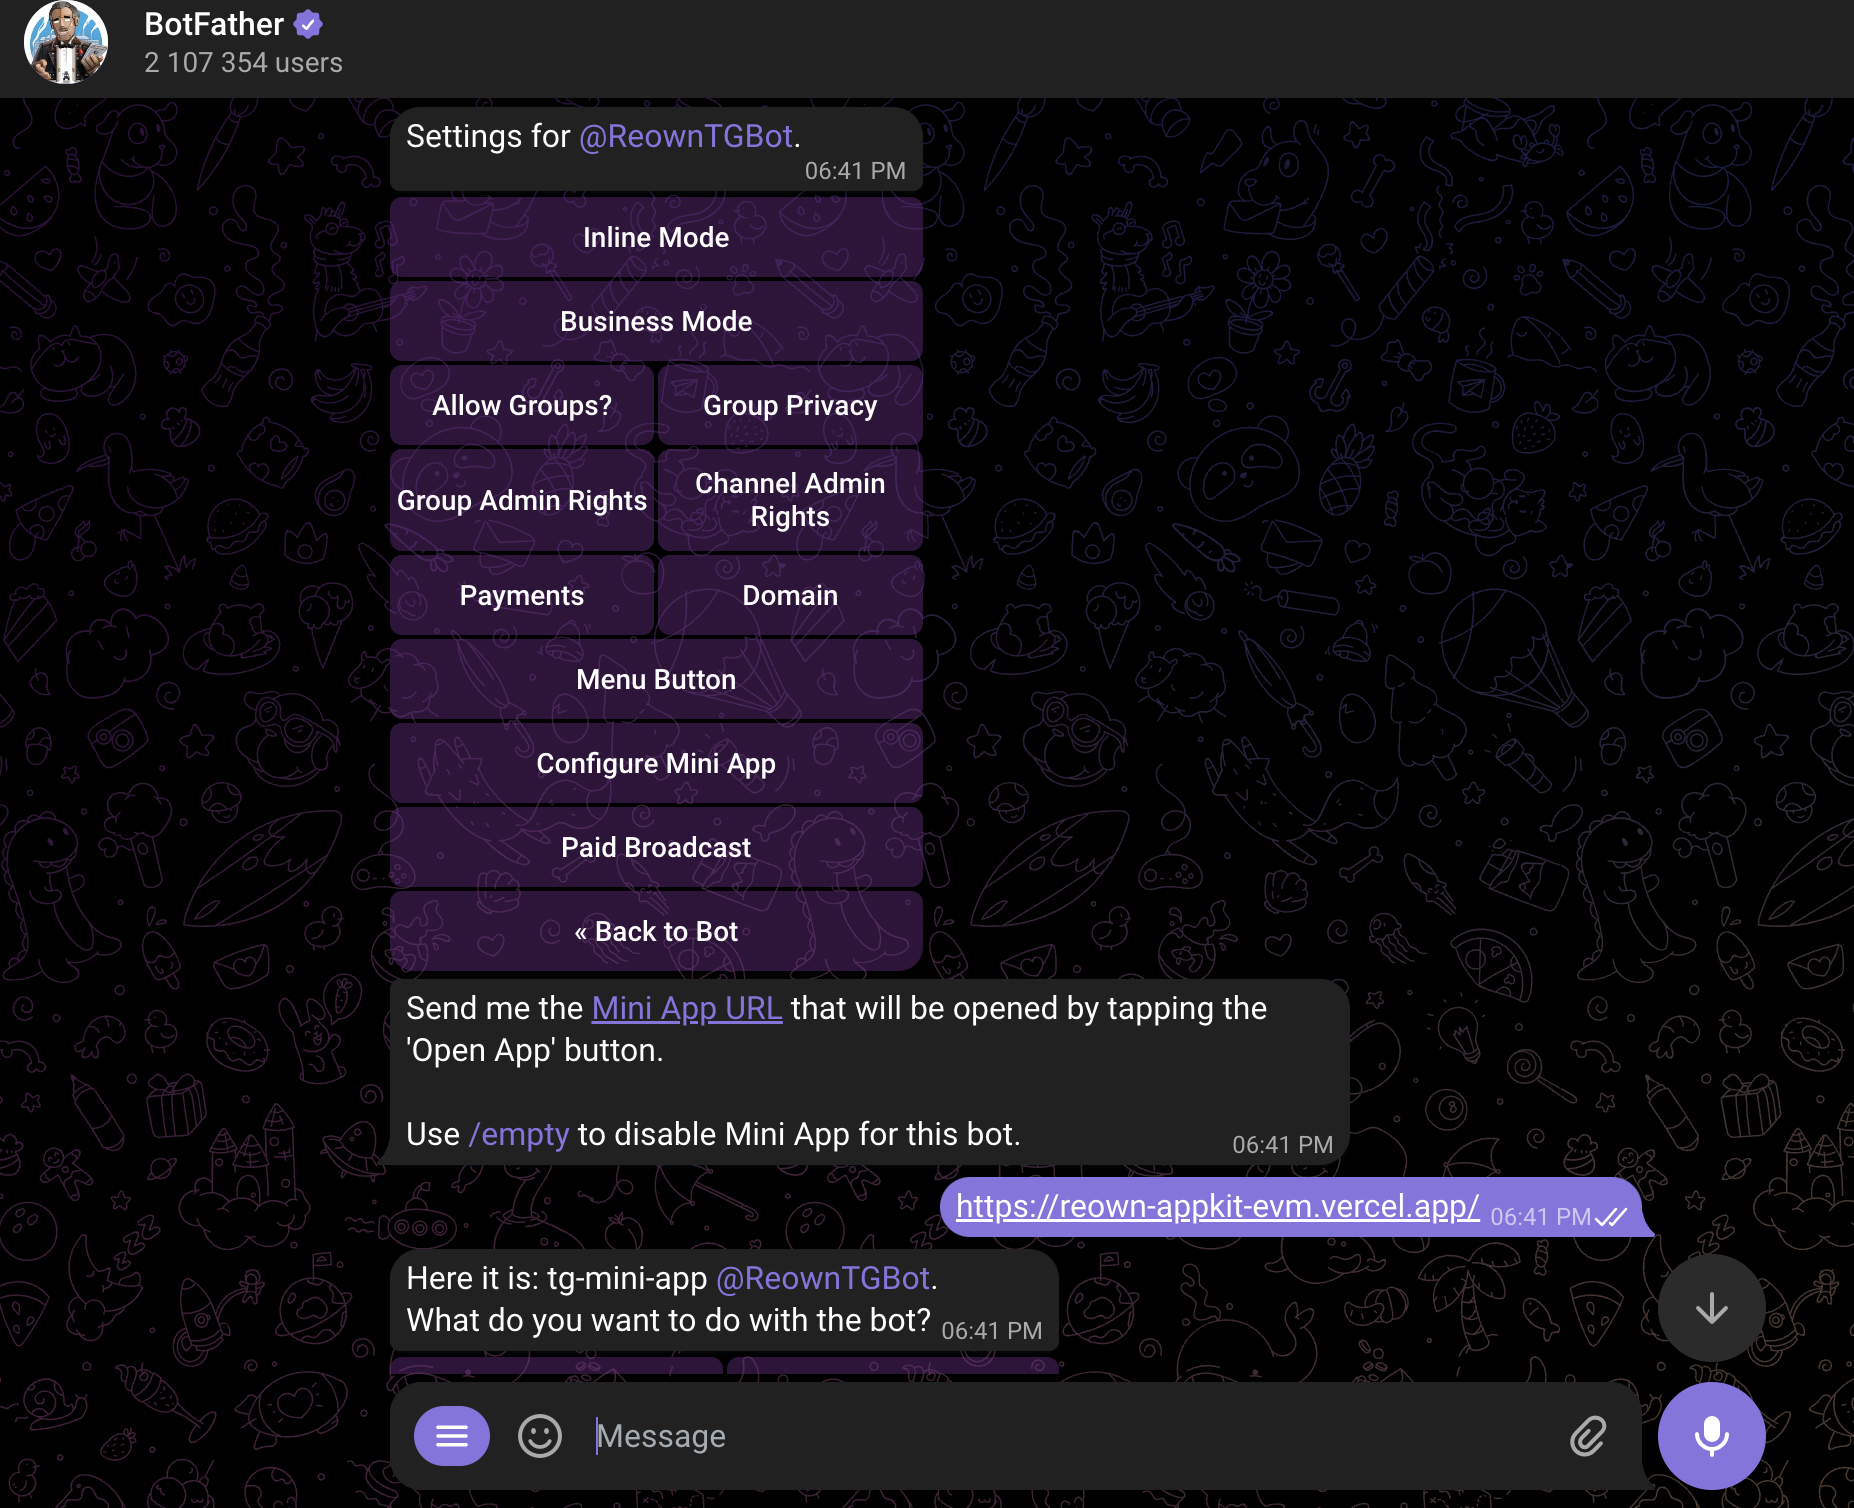 BotFather
2 107 354 users
Settings for @ReownTGBot.
06:41 PM
Inline Mode
Business Mode
Allow Groups?
Group Privacy
Group Admin Rights
Channel Admin
Rights
Payments
Domain
Menu Button
Configure Mini App
Paid Broadcast
« Back to Bot
Send me the Mini App URL that will be opened by tapping the
'Open App' button.
Use /empty to disable Mini App for this bot.
06:41 PM
https://reown-appkit-evm.vercel.app/ 06:41 PM
Here it is: tg-mini-app @ReownTGBot.
What do you want to do with the bot? 06:41 PM
Message